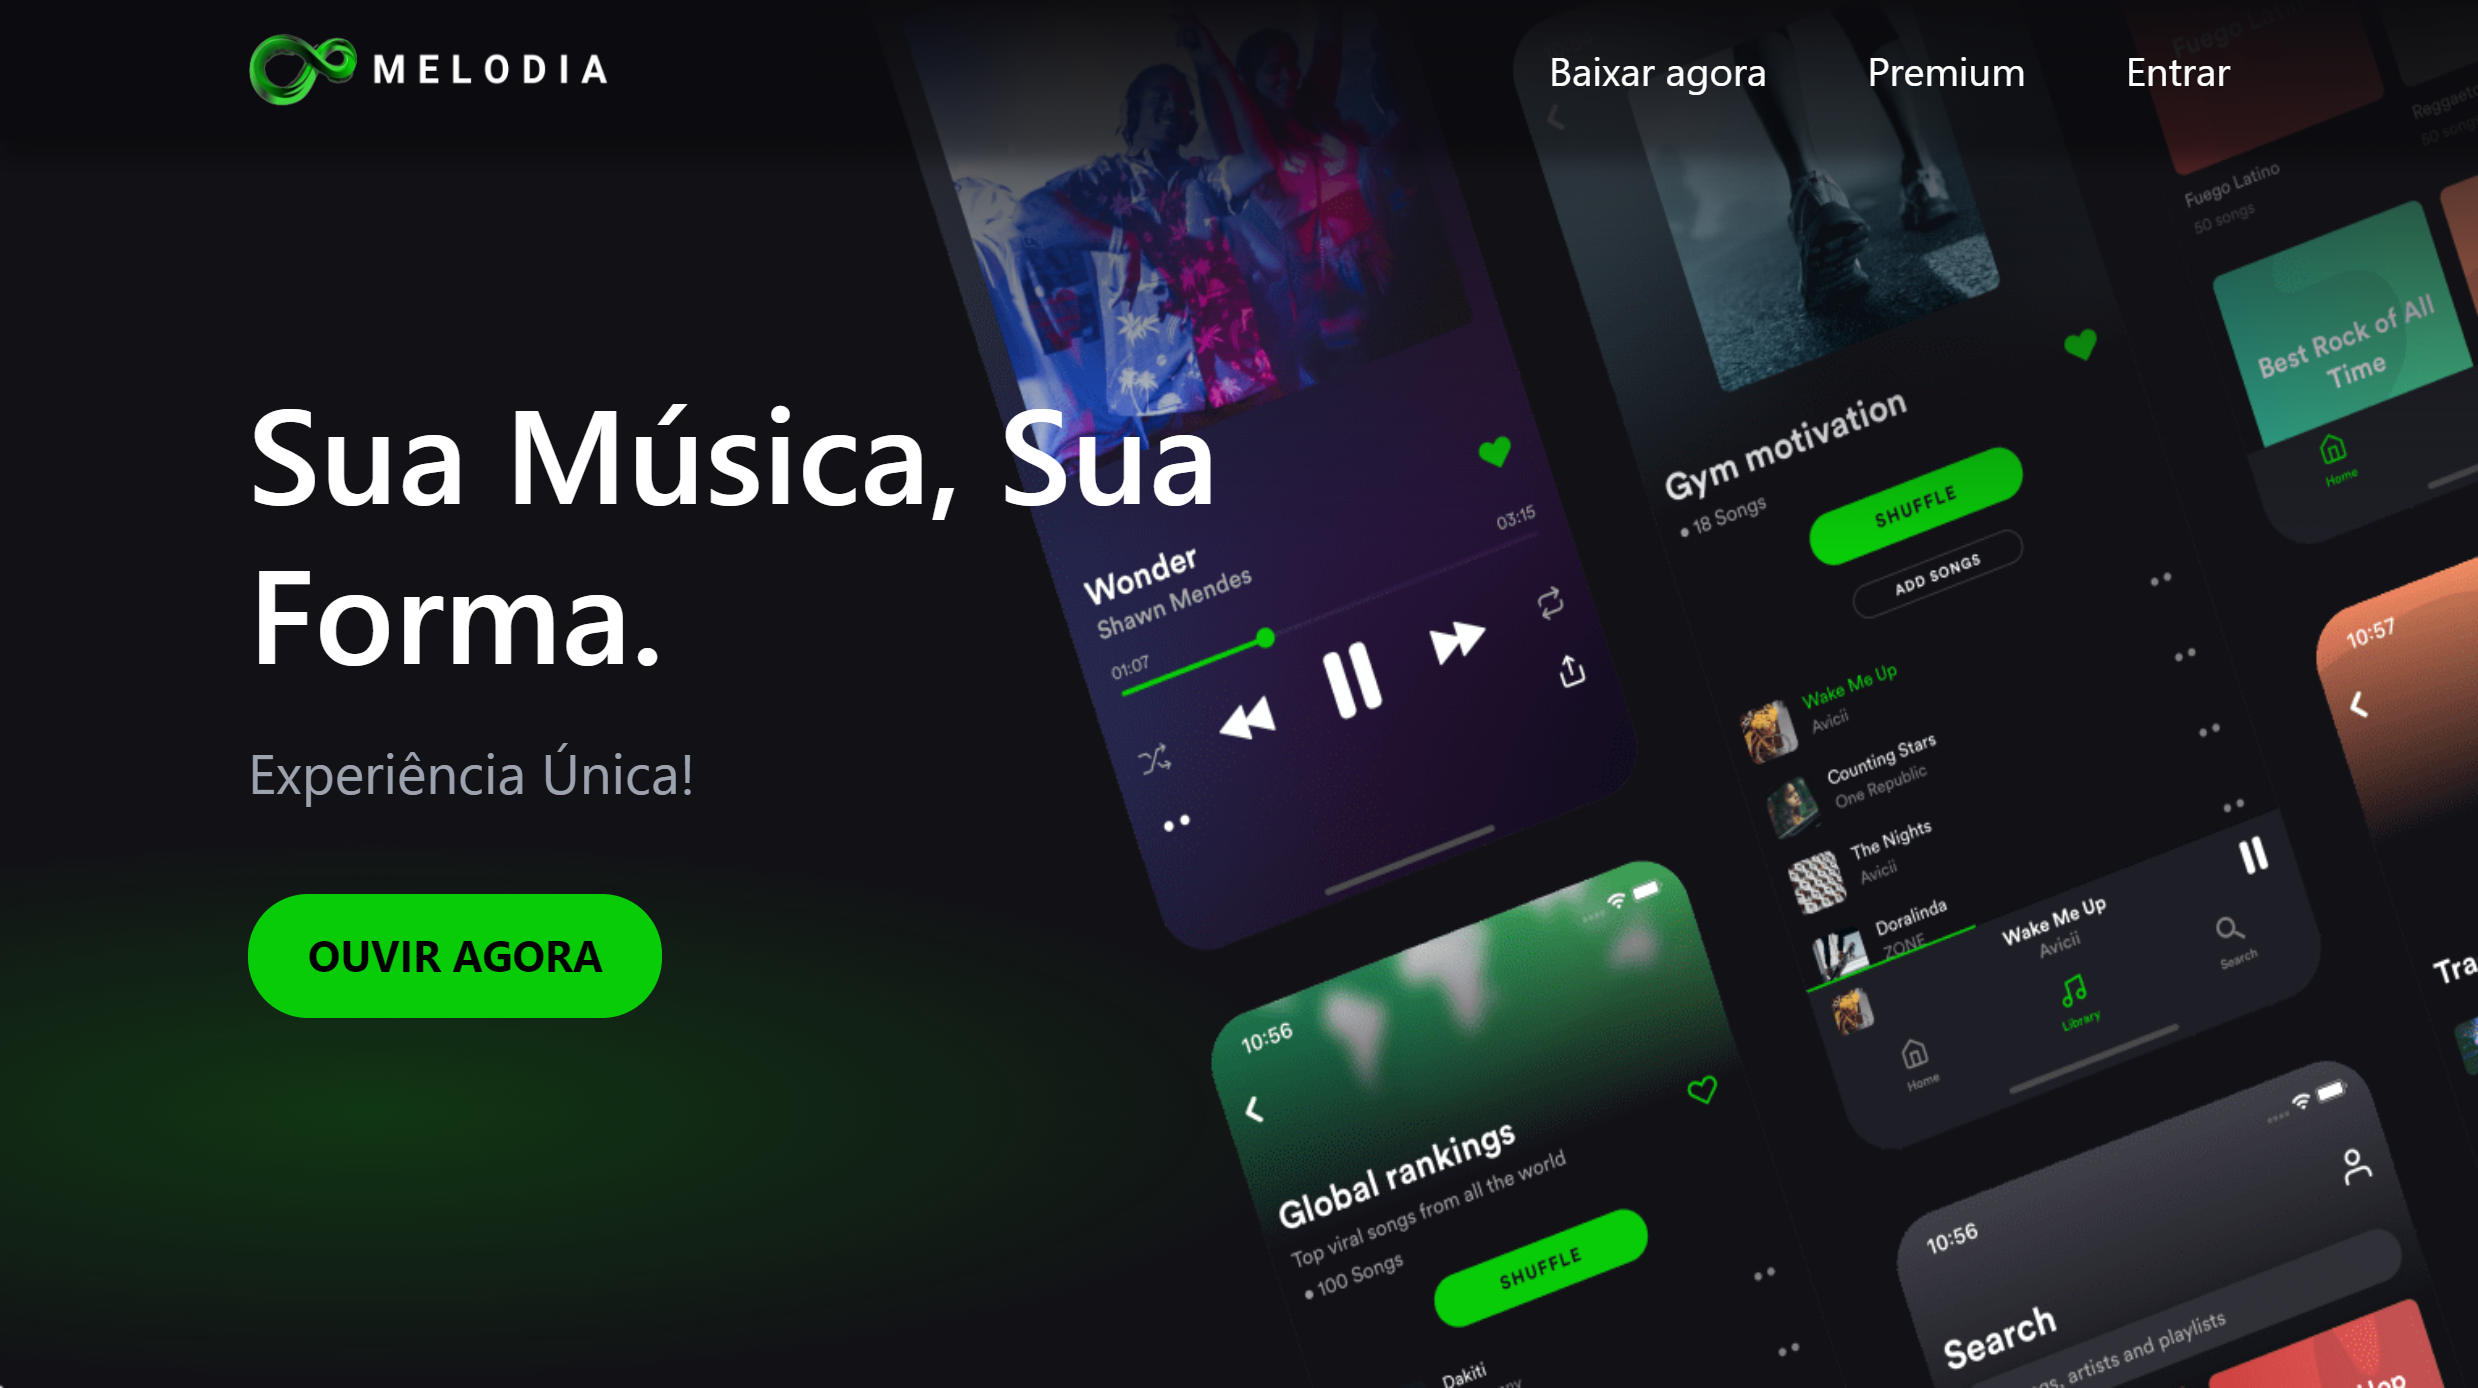 MELODIA
Baixar agora
Premium
Entrar
Sua Música, Sua
Forma.
Experiência Única!
OUVIR AGORA
Wonder
Shawn Mendes
01:07
03:15
Gym motivation
18 Songs
SHUFFLE
ADD SONGS
Wake Me Up
Avicii
Counting Stars
One Republic
The Nights
Avicii
Doralinda
ZONE
Wake Me Up
Avicii
Home
Library
Search
Fuego Latino
50 songs
Best Rock of All
Time
Home
10:57
10:56
Global rankings
Top viral songs from all the world
100 Songs
SHUFFLE
Dakiti
10:56
Search
artists and playlists